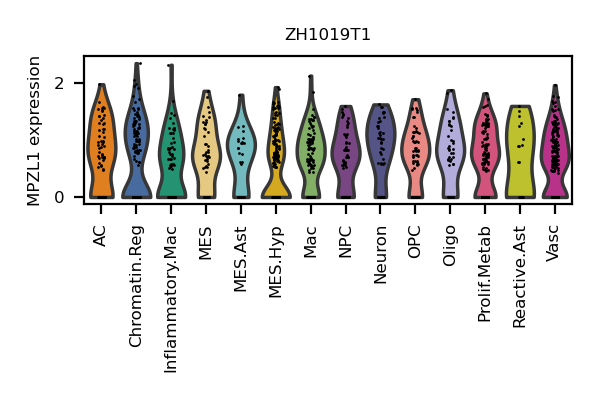 ZH1019T1
MPZL1 expression
2
0
AC
Chromatin.Reg
Inflammatory.Mac
MES
MES.Ast
MES.Hyp
Mac
NPC
Neuron
OPC
Oligo
Prolif.Metab
Reactive.Ast
Vasc